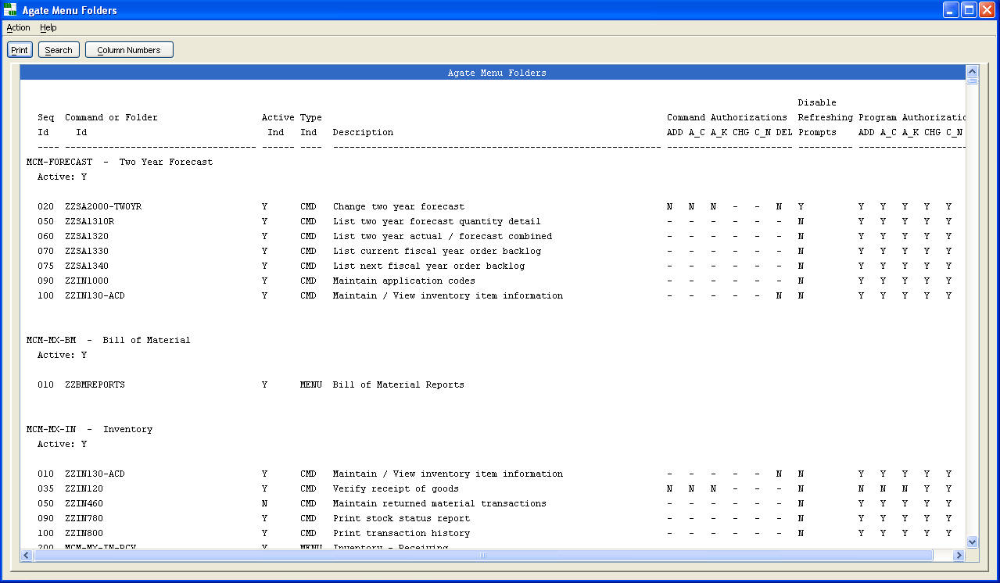 Agate Menu Folders
Action Help
Print Search Column Numbers
Agate Menu Folders
Disable
Seq Command or Folder Active Type Command Authorizations Refreshing Program Authorizatio
Id Id Ind Ind Description ADD A_C A_K CHG C_N DEL Prompts ADD A_C A_K CHG C_N
---- ----------------------------------- ------ ---- ------------------------------------------------------------ ----------------------- ---------- --------------------
MCM-FORECAST - Two Year Forecast
Active: Y
020 ZZSA2000-TWOYR Y CMD Change two year forecast N N N - - N Y Y Y Y Y Y
050 ZZSA1310R Y CMD List two year forecast quantity detail - - - - - - N Y Y Y Y Y
060 ZZSA1320 Y CMD List two year actual / forecast combined - - - - - - N Y Y Y Y Y
070 ZZSA1330 Y CMD List current fiscal year order backlog - - - - - - N Y Y Y Y Y
075 ZZSA1340 Y CMD List next fiscal year order backlog - - - - - - N Y Y Y Y Y
090 ZZIN1000 Y CMD Maintain application codes - - - - - - N Y Y Y Y Y
100 ZZIN130-ACD Y CMD Maintain / View inventory item information - - - - - N N Y Y Y Y Y
MCM-MX-BM - Bill of Material
Active: Y
010 ZZBMREPORTS Y MENU Bill of Material Reports
MCM-MX-IN - Inventory
Active: Y
010 ZZIN130-ACD Y CMD Maintain / View inventory item information - - - - - N N Y Y Y Y Y
035 ZZIN120 Y CMD Verify receipt of goods N N N - - N N N N N Y Y
050 ZZIN460 N CMD Maintain returned material transactions - - - - - - N Y Y Y Y Y
090 ZZIN780 Y CMD Print stock status report - - - - - - N Y Y Y Y Y
100 ZZIN800 Y CMD Print transaction history - - - - - - N Y Y Y Y Y
200 MCM-MX-IN-RCV Y MENU Inventory - Receiving